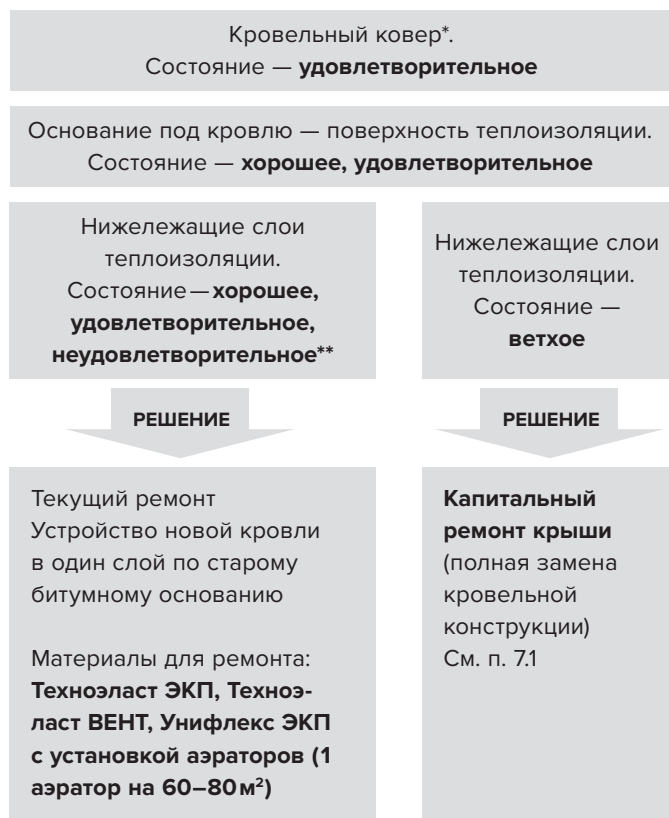 Кровельный ковер*.
Состояние — удовлетворительное
Основание под кровлю — поверхность теплоизоляции.
Состояние — хорошее, удовлетворительное
Нижележащие слои
теплоизоляции.
Состояние — хорошее,
удовлетворительное,
неудовлетворительное**
Нижележащие слои
теплоизоляции.
Состояние —
ветхое
РЕШЕНИЕ
РЕШЕНИЕ
Текущий ремонт
Устройство новой кровли
в один слой по старому
битумному основанию
Материалы для ремонта:
Техноэласт ЭКП, Техноэ-
ласт ВЕНТ, Унифлекс ЭКП
с установкой аэраторов (1
аэратор на 60–80 м²)
Капитальный
ремонт крыши
(полная замена
кровельной
конструкции)
См. п. 7.1